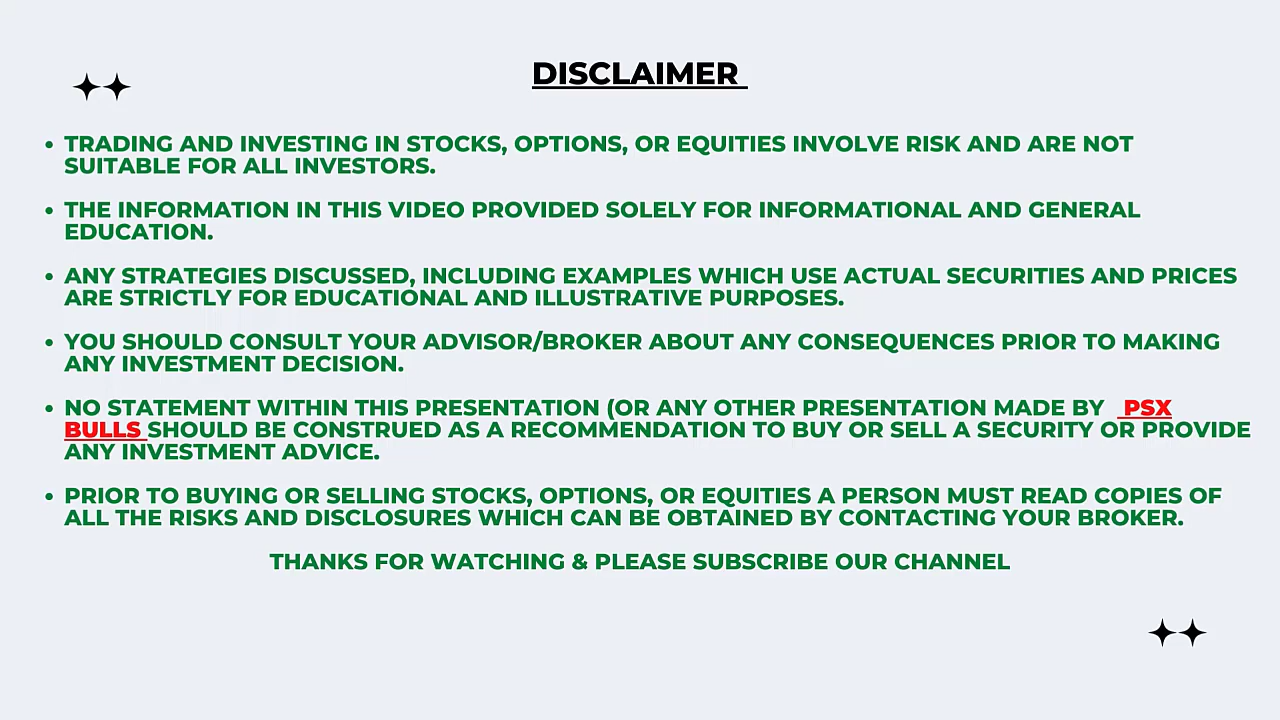 DISCLAIMER
• TRADING AND INVESTING IN STOCKS, OPTIONS, OR EQUITIES INVOLVE RISK AND ARE NOT
SUITABLE FOR ALL INVESTORS.
• THE INFORMATION IN THIS VIDEO PROVIDED SOLELY FOR INFORMATIONAL AND GENERAL
EDUCATION.
• ANY STRATEGIES DISCUSSED, INCLUDING EXAMPLES WHICH USE ACTUAL SECURITIES AND PRICES
ARE STRICTLY FOR EDUCATIONAL AND ILLUSTRATIVE PURPOSES.
• YOU SHOULD CONSULT YOUR ADVISOR/BROKER ABOUT ANY CONSEQUENCES PRIOR TO MAKING
ANY INVESTMENT DECISION.
• NO STATEMENT WITHIN THIS PRESENTATION (OR ANY OTHER PRESENTATION MADE BY PSX
BULLS SHOULD BE CONSTRUED AS A RECOMMENDATION TO BUY OR SELL A SECURITY OR PROVIDE
ANY INVESTMENT ADVICE.
• PRIOR TO BUYING OR SELLING STOCKS, OPTIONS, OR EQUITIES A PERSON MUST READ COPIES OF
ALL THE RISKS AND DISCLOSURES WHICH CAN BE OBTAINED BY CONTACTING YOUR BROKER.
THANKS FOR WATCHING & PLEASE SUBSCRIBE OUR CHANNEL